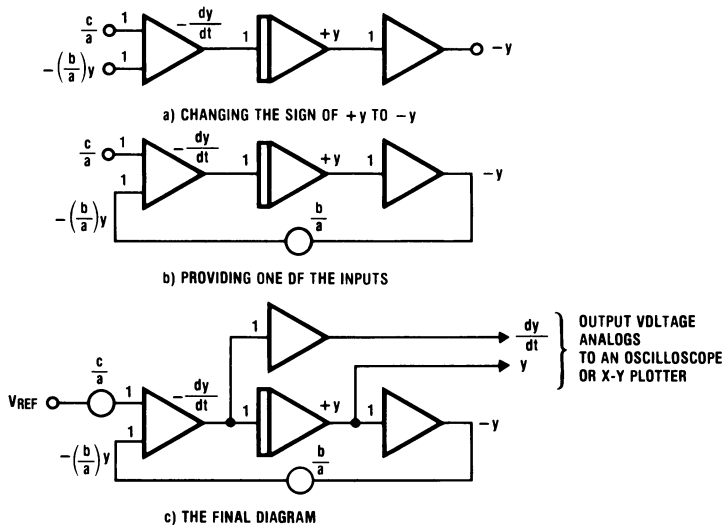 c/a 1 -dy/dt 1 +y 1 -y
-(b/a)y 1
a) CHANGING THE SIGN OF +y TO -y
c/a 1 -dy/dt 1 +y 1 -y
1
-(b/a)y b/a
b) PROVIDING ONE DF THE INPUTS
1 dy/dt
y
OUTPUT VDLTAGE
ANALOGS
TO AN OSCILLOSCOPE
OR X-Y PLOTTER
c/a
VREF 1 -dy/dt 1 +y 1 -y
1
-(b/a)y b/a
c) THE FINAL DIAGRAM